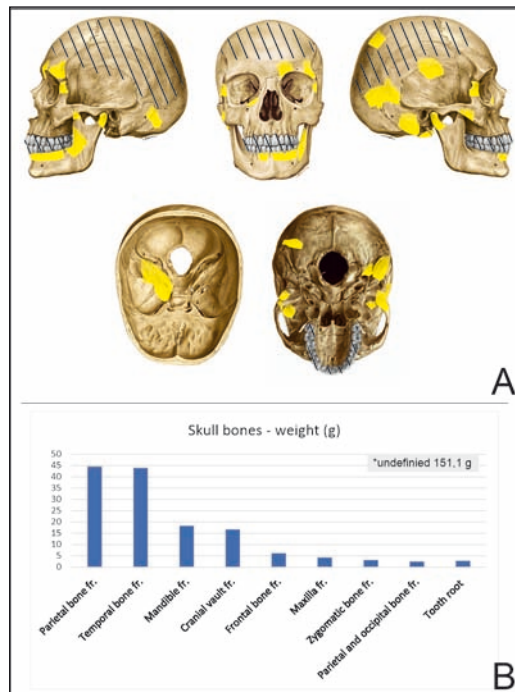 A
Skull bones - weight (g)
*undefinied 151,1 g
50
45
40
35
30
25
20
15
10
5
0
Parietal bone fr.
Temporal bone fr.
Mandible fr.
Cranial vault fr.
Frontal bone fr.
Maxilla fr.
Zygomatic bone fr.
Parietal and occipital bone fr.
Tooth root
B